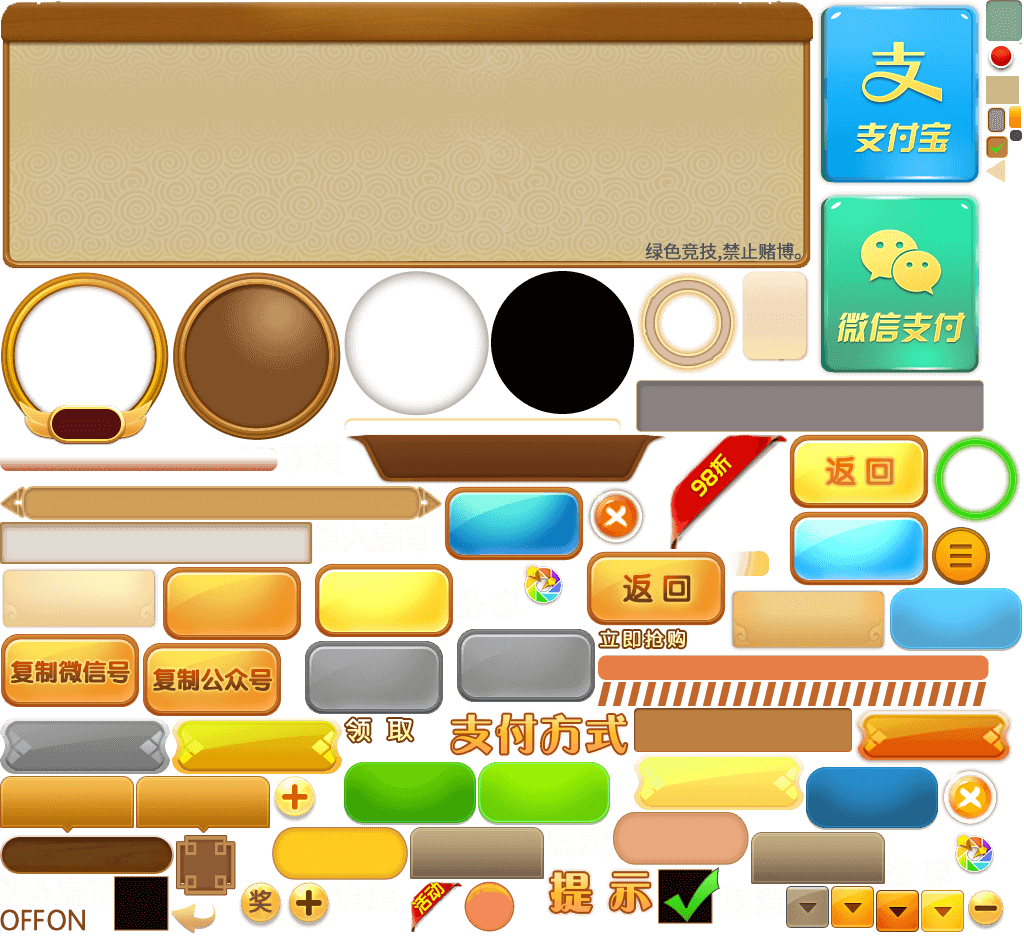 支
支付宝
绿色竞技,禁止赌博。
微信支付
取消
98折
返 回
返 回
立即抢购
复制微信号
复制公众号
领 取
支付方式
OFFON
奖
活动
提 示